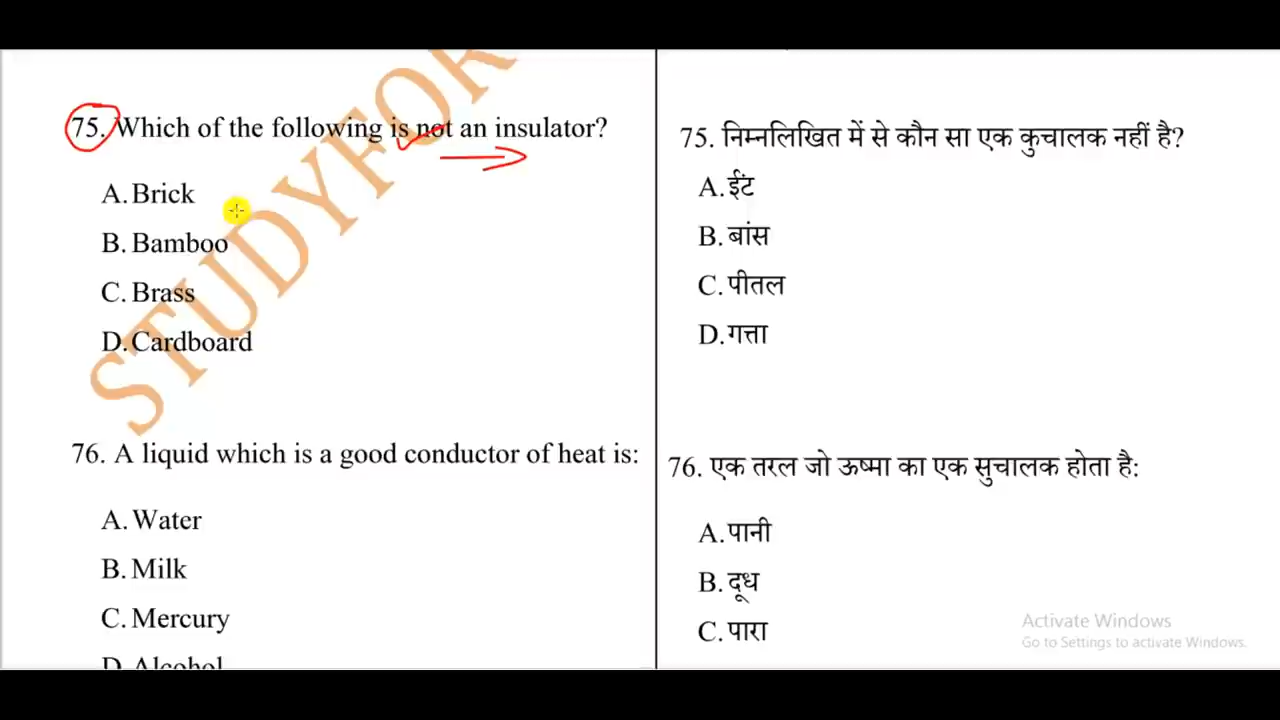 75. Which of the following is not an insulator?
A. Brick
B. Bamboo
C. Brass
D. Cardboard
76. A liquid which is a good conductor of heat is:
A. Water
B. Milk
C. Mercury
D. Alcohol
75. निम्नलिखित में से कौन सा एक कुचालक नहीं है?
A. ईंट
B. बांस
C. पीतल
D. गत्ता
76. एक तरल जो ऊष्मा का एक सुचालक होता है:
A. पानी
B. दूध
C. पारा
STUDYFOR
Activate Windows
Go to Settings to activate Windows.